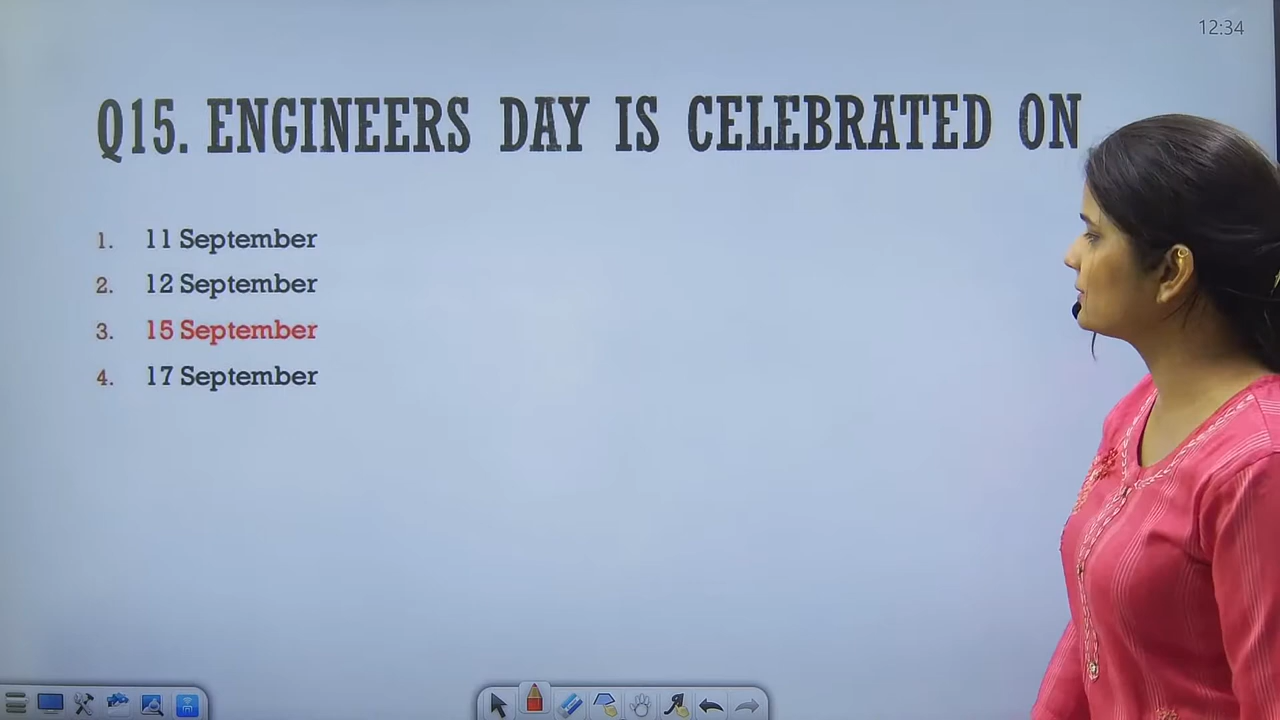 12:34
Q15. ENGINEERS DAY IS CELEBRATED ON
1. 11 September
2. 12 September
3. 15 September
4. 17 September